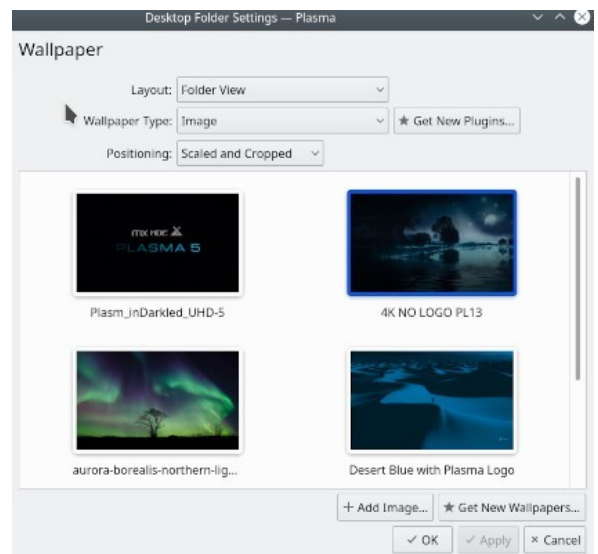 Desktop Folder Settings — Plasma
Wallpaper
Layout: Folder View
Wallpaper Type: Image ★ Get New Plugins...
Positioning: Scaled and Cropped
PLASMA 5
Plasm_inDarkled_UHD-5 4K NO LOGO PL13
aurora-borealis-northern-lig... Desert Blue with Plasma Logo
+ Add Image... ★ Get New Wallpapers...
✓ OK ✓ Apply × Cancel